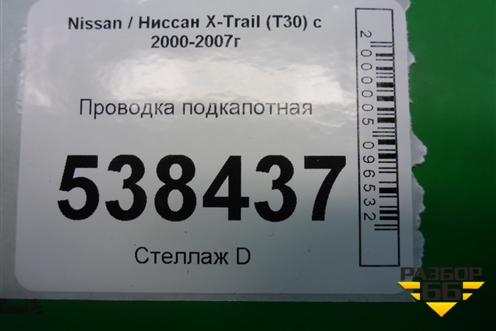 Nissan / Ниссан X-Trail (T30) с
2000-2007г
Проводка подкапотная
538437
Стеллаж D
2000005096532
РАЗБОР
66